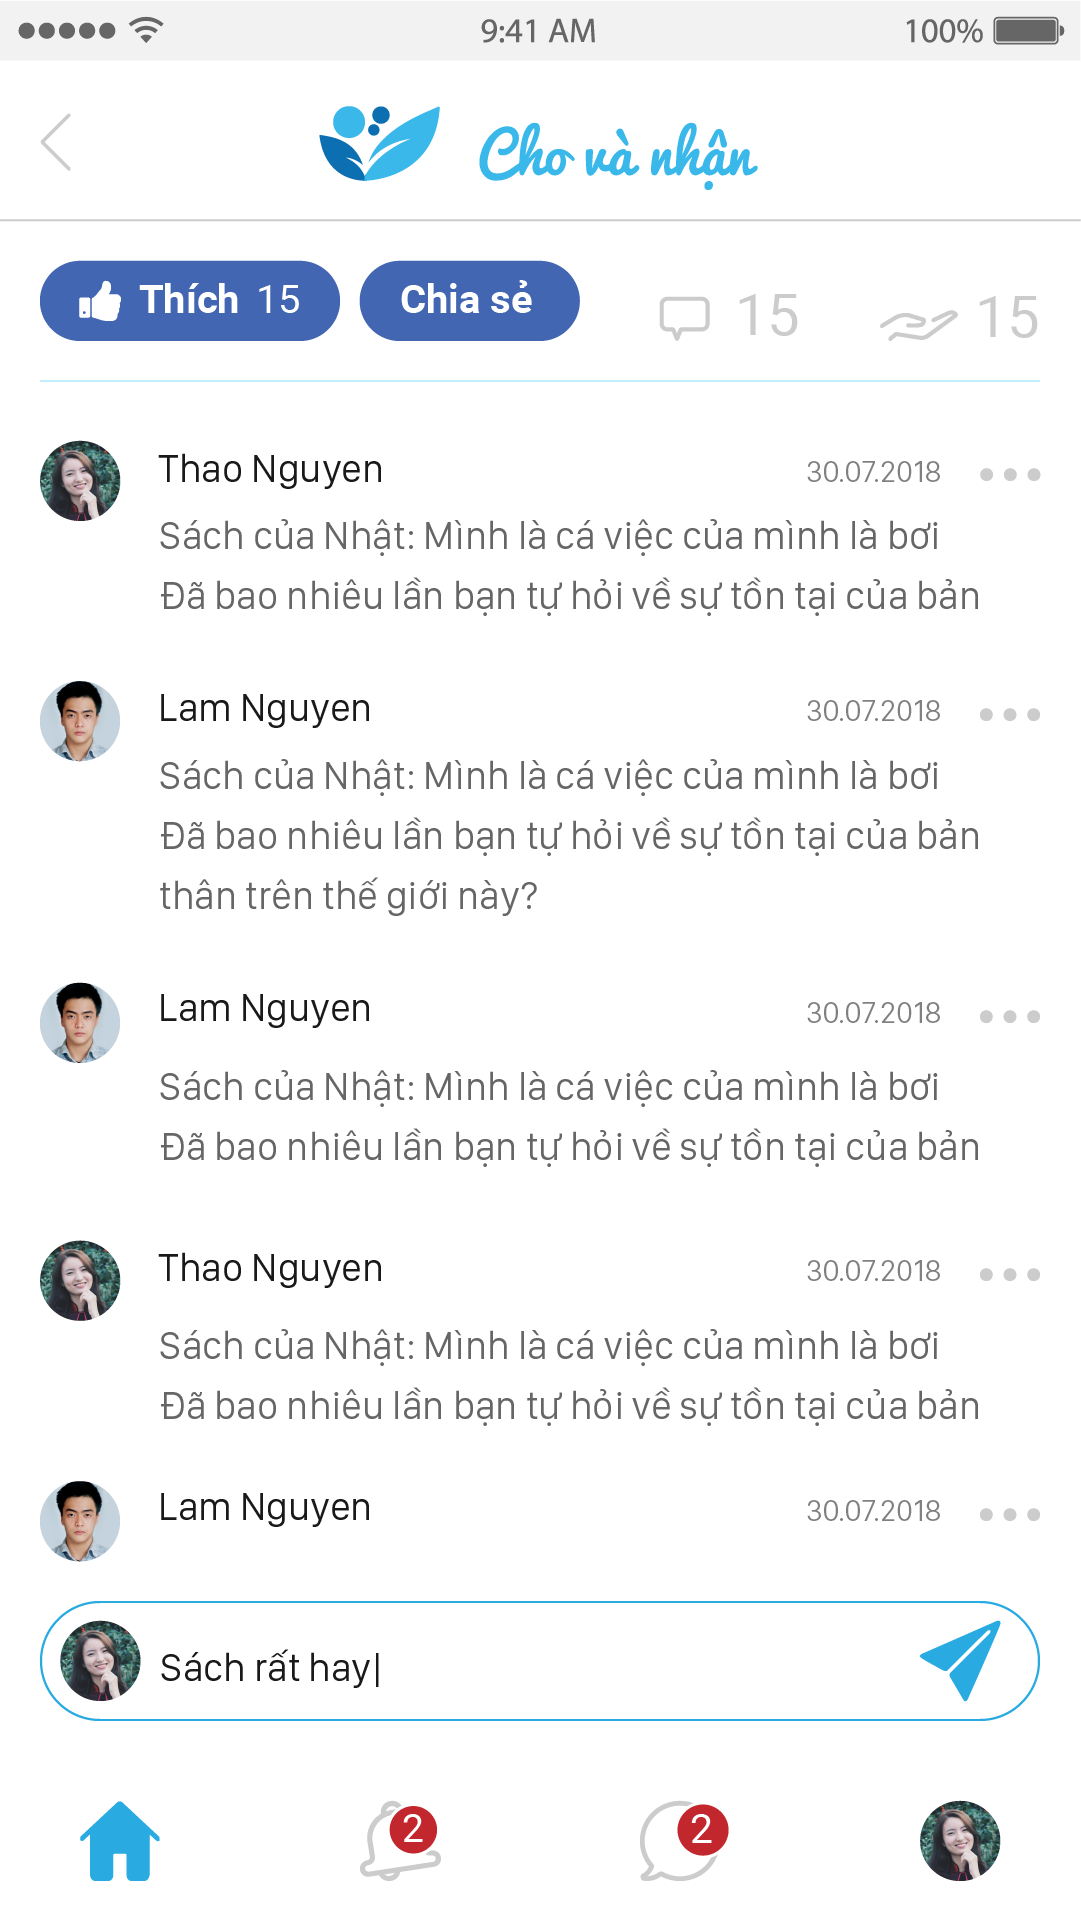 9:41 AM 100%
Cho và nhận
Thích 15 Chia sẻ 15 15
Thao Nguyen 30.07.2018
Sách của Nhật: Mình là cá việc của mình là bơi
Đã bao nhiêu lần bạn tự hỏi về sự tồn tại của bản
Lam Nguyen 30.07.2018
Sách của Nhật: Mình là cá việc của mình là bơi
Đã bao nhiêu lần bạn tự hỏi về sự tồn tại của bản
thân trên thế giới này?
Lam Nguyen 30.07.2018
Sách của Nhật: Mình là cá việc của mình là bơi
Đã bao nhiêu lần bạn tự hỏi về sự tồn tại của bản
Thao Nguyen 30.07.2018
Sách của Nhật: Mình là cá việc của mình là bơi
Đã bao nhiêu lần bạn tự hỏi về sự tồn tại của bản
Lam Nguyen 30.07.2018
Sách rất hay
2 2